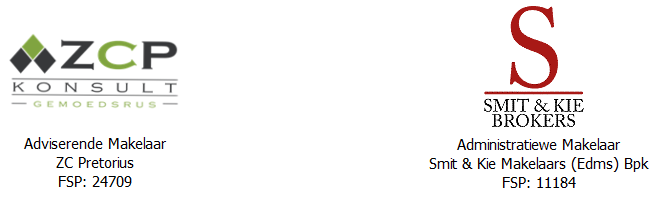 ZCP
KONSULT
GEMOEDSRUS
Adviserende Makelaar
ZC Pretorius
FSP: 24709
S
SMIT & KIE
BROKERS
Administratiewe Makelaar
Smit & Kie Makelaars (Edms) Bpk
FSP: 11184